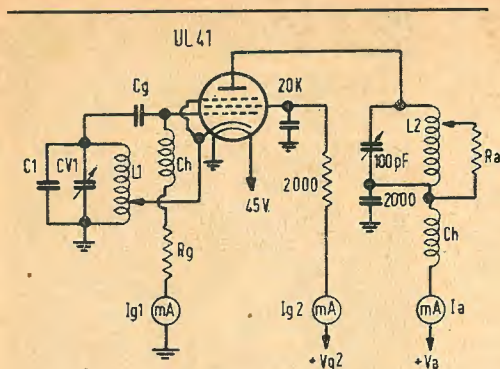 UL41
Cg
20K
C1
CV1
L1
Ch
45V.
2000
100pF
L2
Ra
2000
Ch
Rg
Ig1
mA
Ig2
mA
mA
Ia
+Vg2
+Va